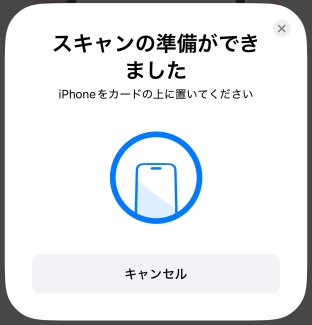 スキャンの準備ができ
ました
iPhoneをカードの上に置いてください
キャンセル